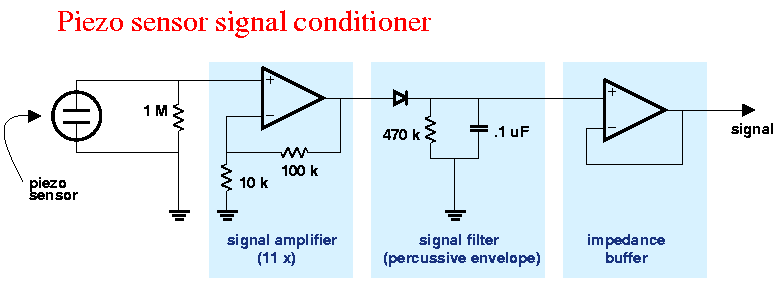 Piezo sensor signal conditioner
+
−
1 M
piezo
sensor
10 k
100 k
signal amplifier
(11 x)
470 k
.1 uF
signal filter
(percussive envelope)
+
−
impedance
buffer
signal